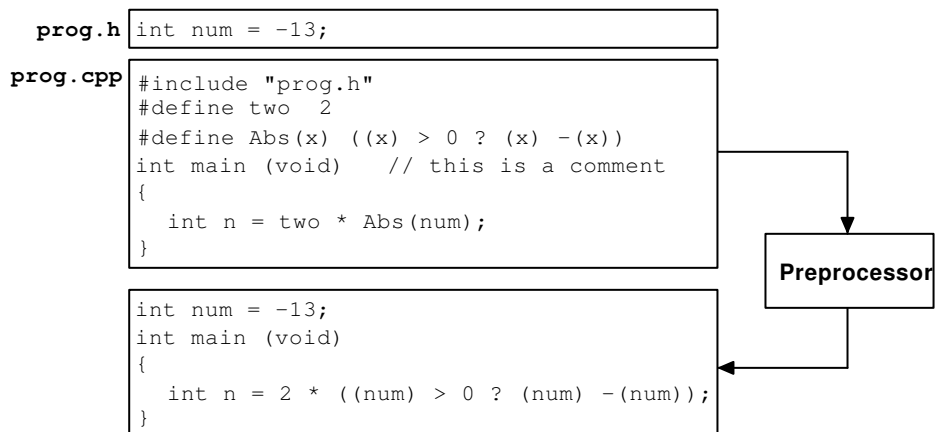 prog.h int num = -13;
prog.cpp #include "prog.h"
#define two  2
#define Abs(x) ((x) > 0 ? (x) -(x))
int main (void)   // this is a comment
{
  int n = two * Abs(num);
}
Preprocessor
int num = -13;
int main (void)
{
  int n = 2 * ((num) > 0 ? (num) -(num));
}